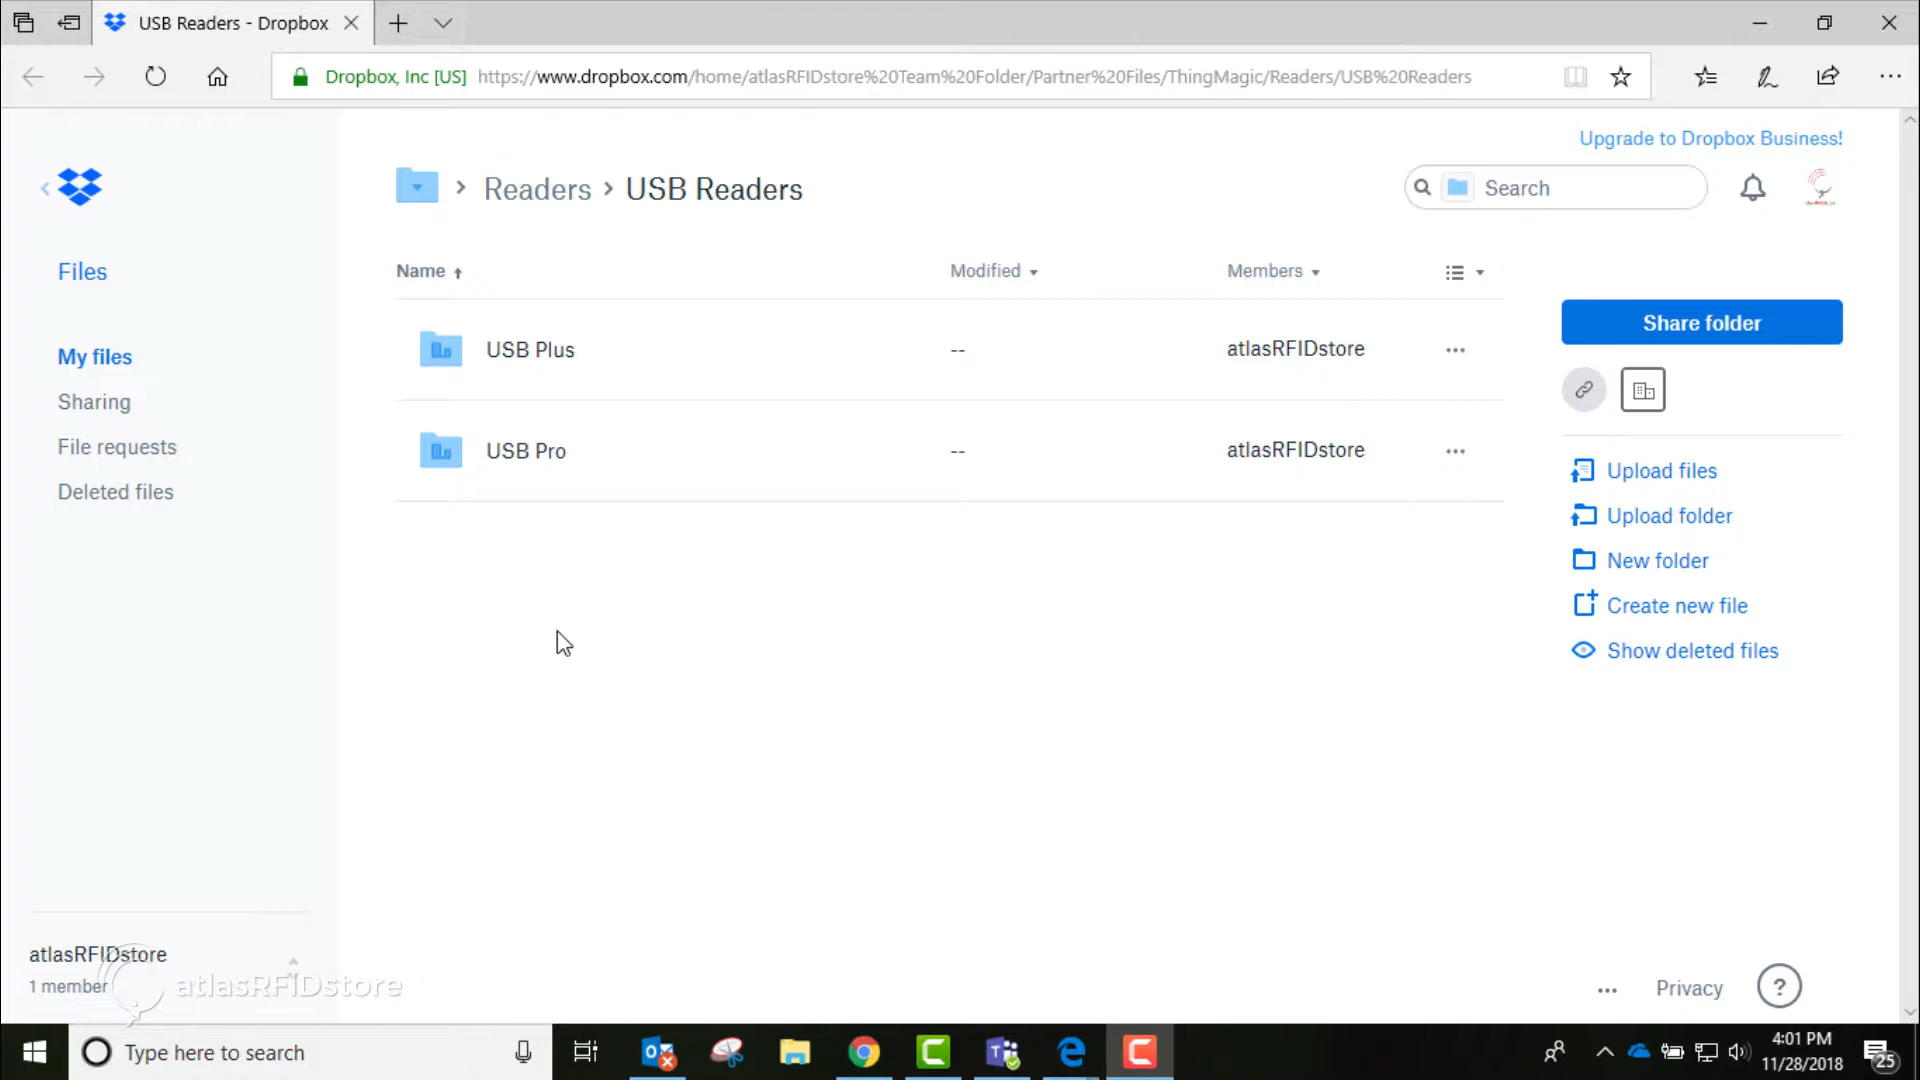 USB Readers - Dropbox
Dropbox, Inc [US] https://www.dropbox.com/home/atlasRFIDstore%20Team%20Folder/Partner%20Files/ThingMagic/Readers/USB%20Readers
Upgrade to Dropbox Business!
Readers › USB Readers
Search
Files
My files
Sharing
File requests
Deleted files
Name Modified Members
USB Plus -- atlasRFIDstore
USB Pro -- atlasRFIDstore
Share folder
Upload files
Upload folder
New folder
Create new file
Show deleted files
atlasRFIDstore
1 member
atlasRFIDstore
Privacy
?
Type here to search
4:01 PM
11/28/2018
25